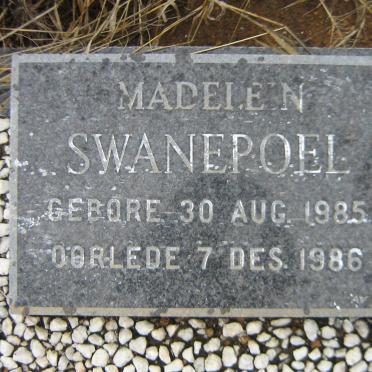 MADELEIN
SWANEPOEL
GEBORE 30 AUG. 1985
OORLEDE 7 DES. 1986